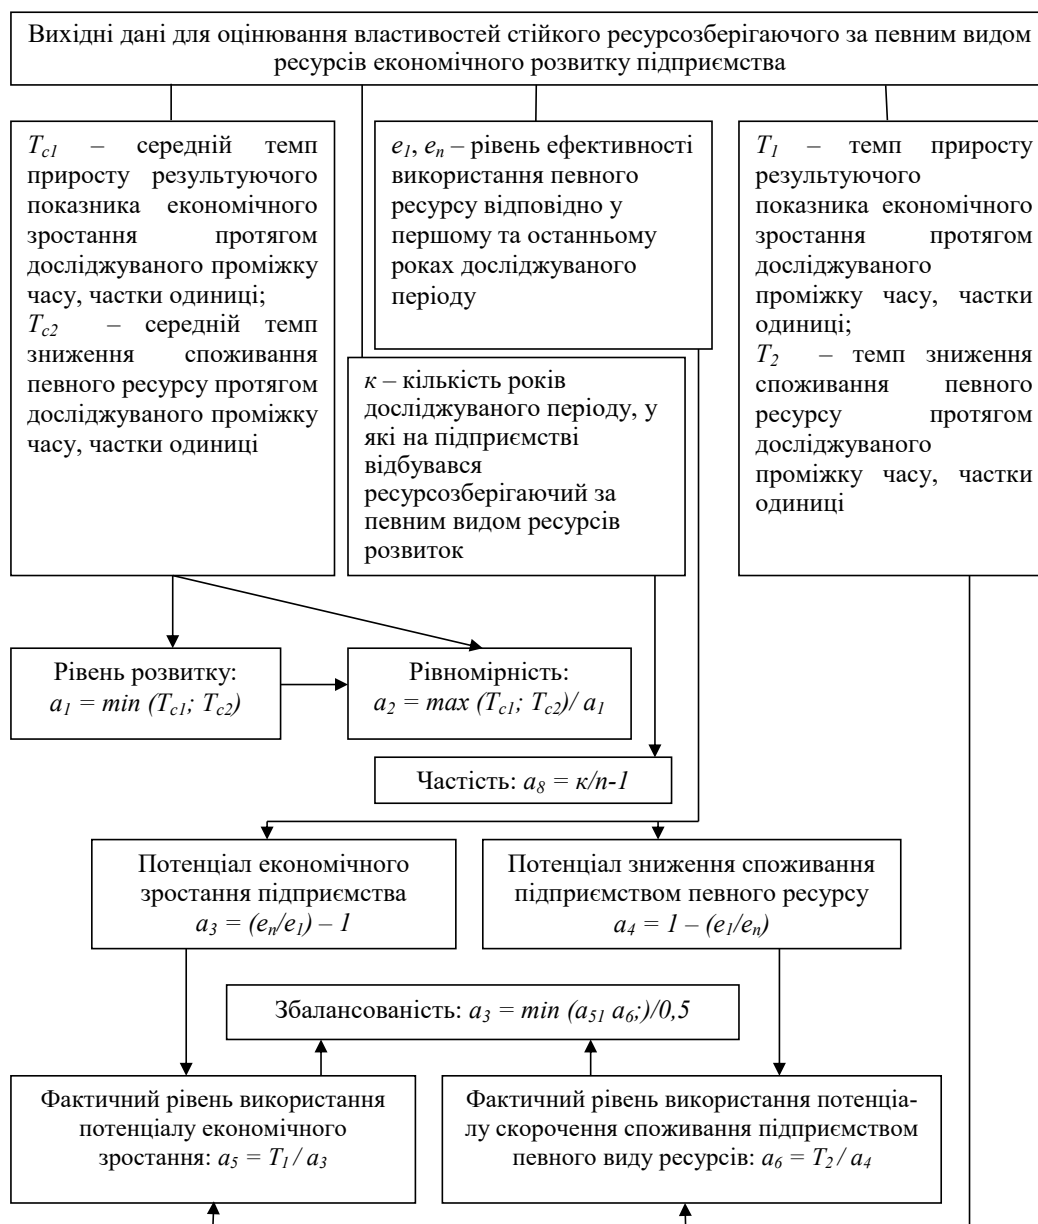 Вихідні дані для оцінювання властивостей стійкого ресурсозберігаючого за певним видом
ресурсів економічного розвитку підприємства
Tc1 – середній темп
приросту результуючого
показника економічного
зростання протягом
досліджуваного проміжку
часу, частки одиниці;
Tc2 – середній темп
зниження споживання
певного ресурсу протягом
досліджуваного проміжку
часу, частки одиниці
e1, en – рівень ефективності
використання певного
ресурсу відповідно у
першому та останньому
роках досліджуваного
періоду
к – кількість років
досліджуваного періоду, у
які на підприємстві
відбувався
ресурсозберігаючий за
певним видом ресурсів
розвиток
T1 – темп приросту
результуючого
показника економічного
зростання протягом
досліджуваного
проміжку часу, частки
одиниці;
T2 – темп зниження
споживання певного
ресурсу протягом
досліджуваного
проміжку часу, частки
одиниці
Рівень розвитку:
a1 = min (Tc1; Tc2)
Рівномірність:
a2 = max (Tc1; Tc2)/ a1
Частість: a8 = к/n-1
Потенціал економічного
зростання підприємства
a3 = (en/e1) – 1
Потенціал зниження споживання
підприємством певного ресурсу
a4 = 1 – (e1/en)
Збалансованість: a3 = min (a51 a6;)/0,5
Фактичний рівень використання
потенціалу економічного
зростання: a5 = T1 / a3
Фактичний рівень використання потенціа-
лу скорочення споживання підприємством
певного виду ресурсів: a6 = T2 / a4